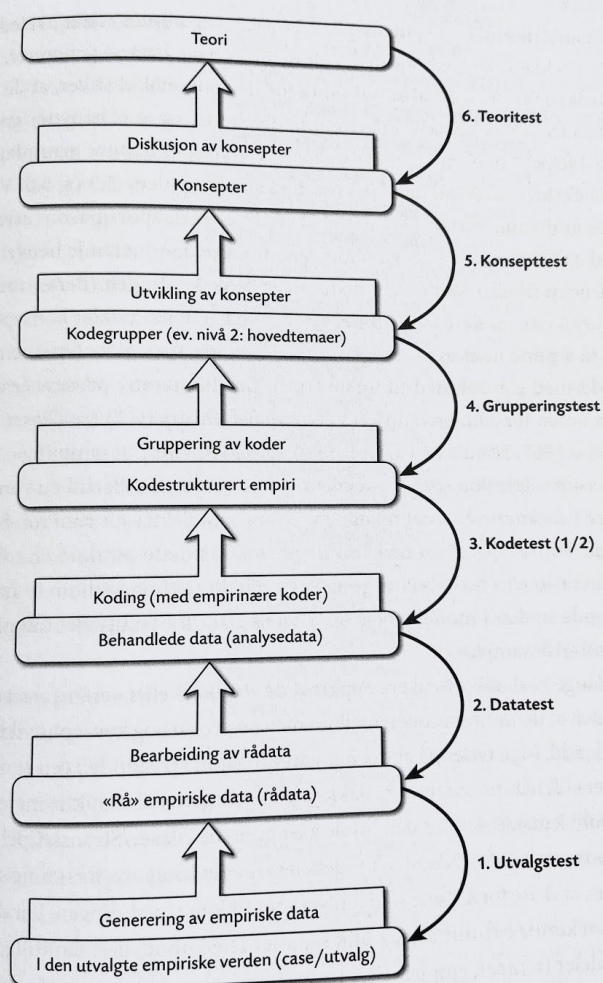 Teori
6. Teoritest
Diskusjon av konsepter
Konsepter
5. Konsepttest
Utvikling av konsepter
Kodegrupper (ev. nivå 2: hovedtemaer)
4. Grupperingstest
Gruppering av koder
Kodestrukturert empiri
3. Kodetest (1/2)
Koding (med empirinære koder)
Behandlede data (analysedata)
2. Datatest
Bearbeiding av rådata
«Rå» empiriske data (rådata)
1. Utvalgstest
Generering av empiriske data
I den utvalgte empiriske verden (case/utvalg)